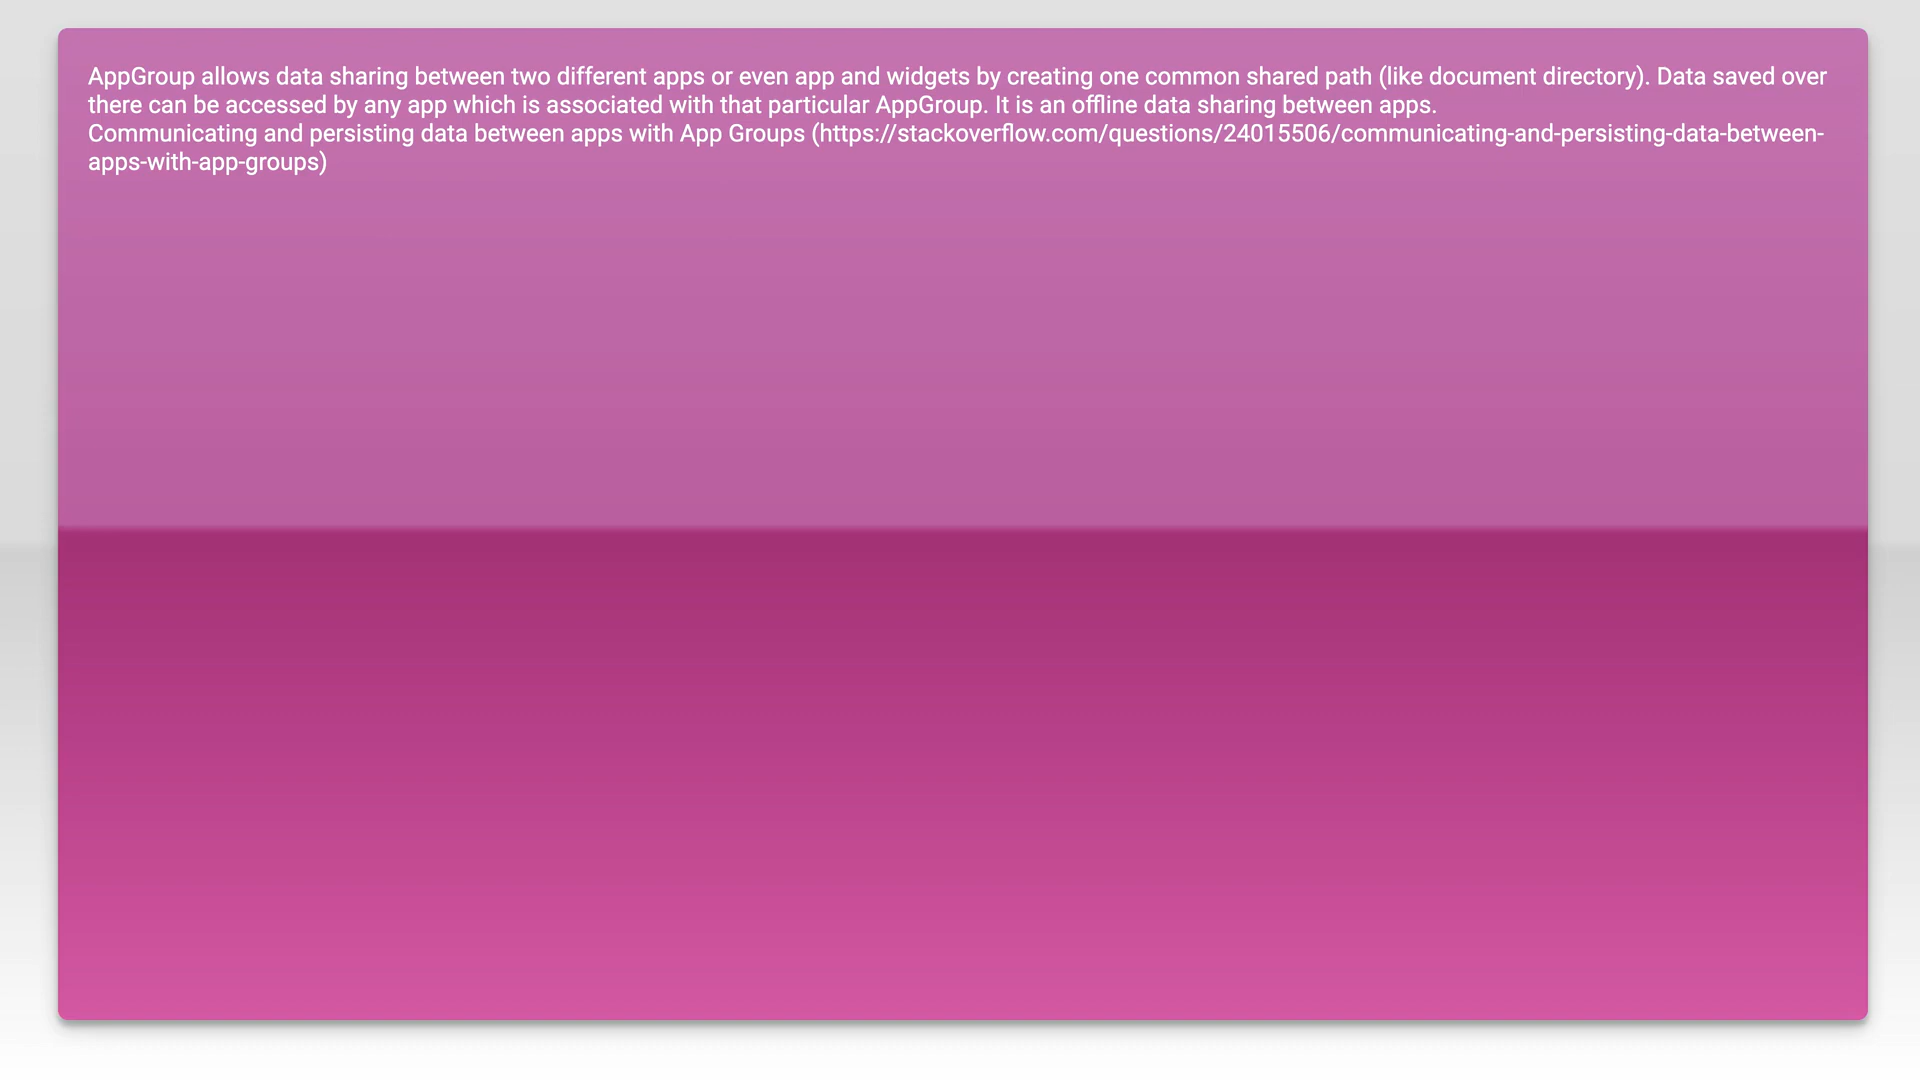 AppGroup allows data sharing between two different apps or even app and widgets by creating one common shared path (like document directory). Data saved over
there can be accessed by any app which is associated with that particular AppGroup. It is an offline data sharing between apps.
Communicating and persisting data between apps with App Groups (https://stackoverflow.com/questions/24015506/communicating-and-persisting-data-between-
apps-with-app-groups)